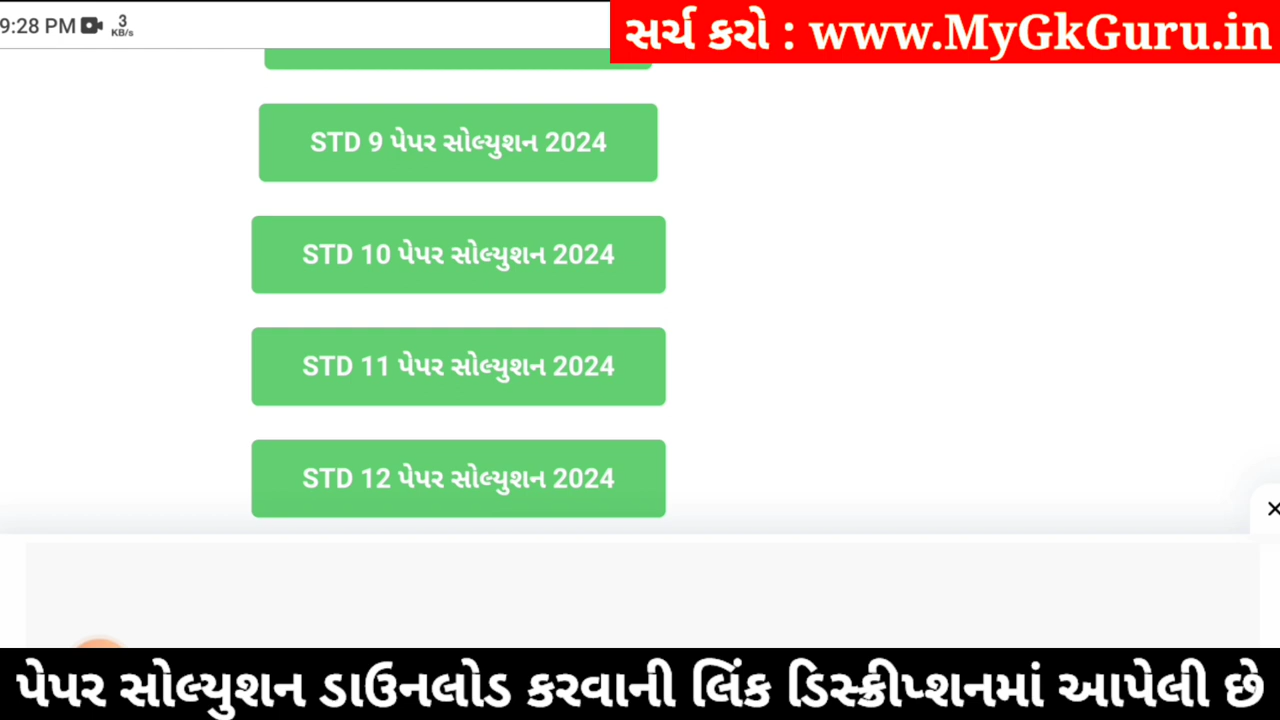 9:28 PM 3 KB/s
સર્ચ કરો : www.MyGkGuru.in
STD 9 પેપર સોલ્યુશન 2024
STD 10 પેપર સોલ્યુશન 2024
STD 11 પેપર સોલ્યુશન 2024
STD 12 પેપર સોલ્યુશન 2024
પેપર સોલ્યુશન ડાઉનલોડ કરવાની લિંક ડિસ્ક્રીપ્શનમાં આપેલી છે